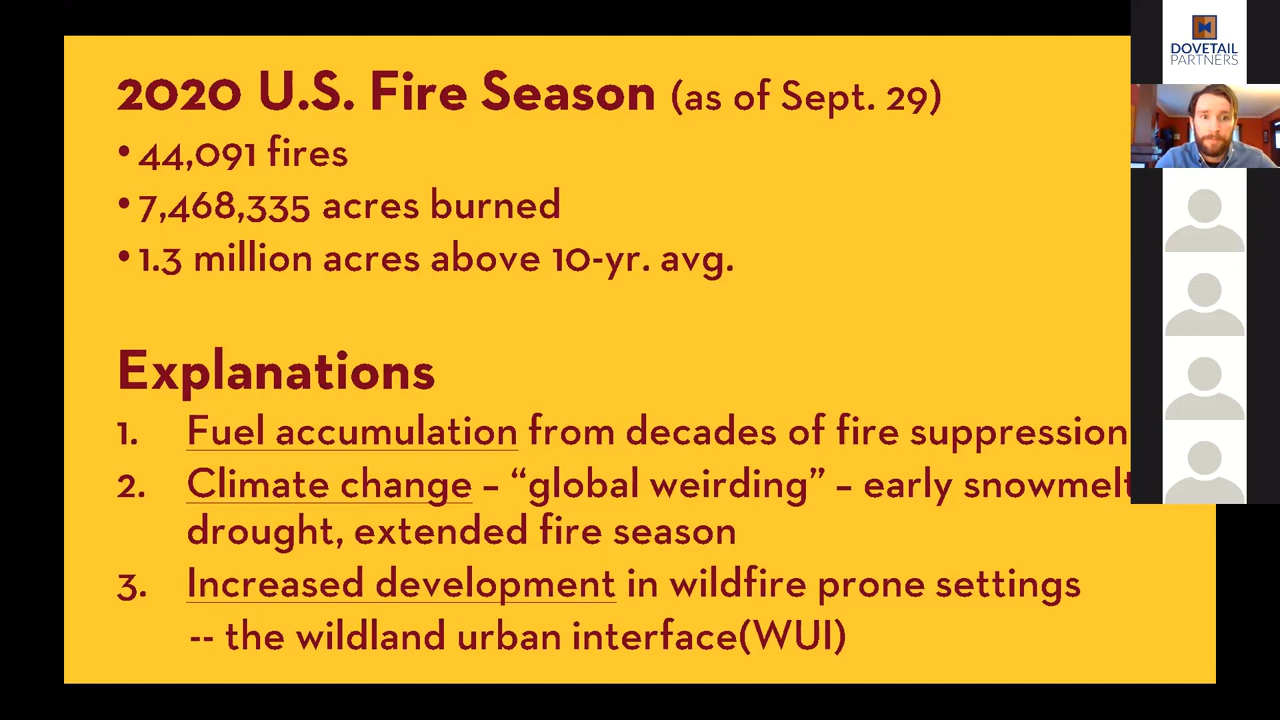 2020 U.S. Fire Season (as of Sept. 29)
•44,091 fires
•7,468,335 acres burned
•1.3 million acres above 10-yr. avg.
Explanations
1. Fuel accumulation from decades of fire suppression
2. Climate change – “global weirding” – early snowmelt
drought, extended fire season
3. Increased development in wildfire prone settings
-- the wildland urban interface(WUI)
DOVETAIL
PARTNERS